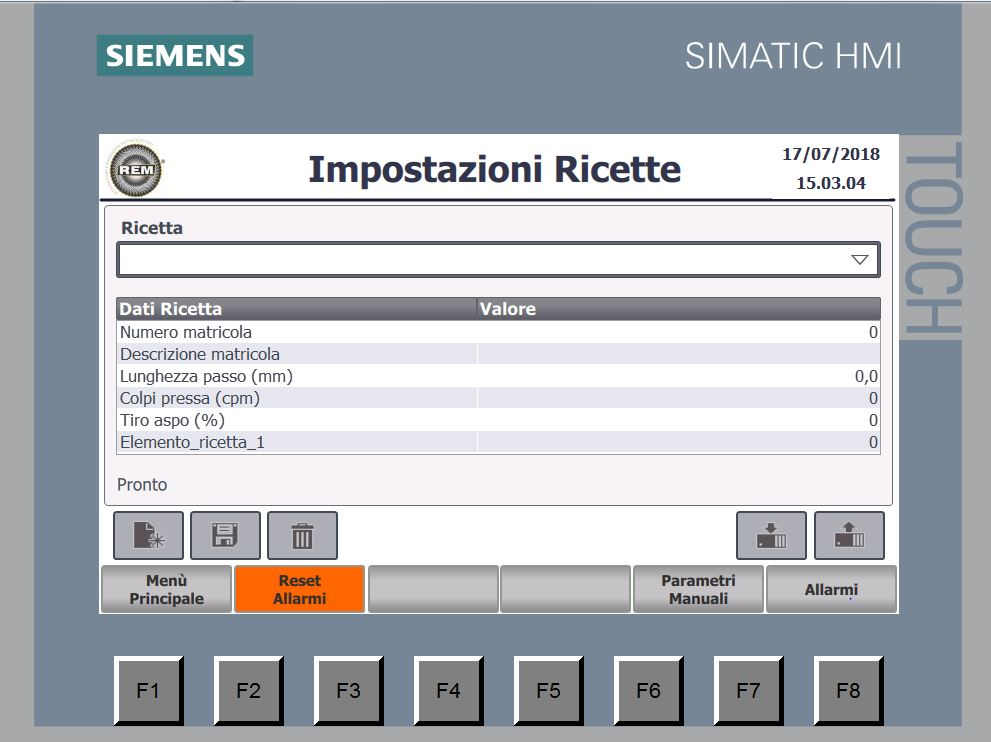 SIEMENS
SIMATIC HMI
TOUCH
REM
Impostazioni Ricette
17/07/2018
15.03.04
Ricetta
Dati Ricetta Valore
Numero matricola 0
Descrizione matricola
Lunghezza passo (mm) 0,0
Colpi pressa (cpm) 0
Tiro aspo (%) 0
Elemento_ricetta_1 0
Pronto
Menù
Principale
Reset
Allarmi
Parametri
Manuali
Allarmi
F1 F2 F3 F4 F5 F6 F7 F8